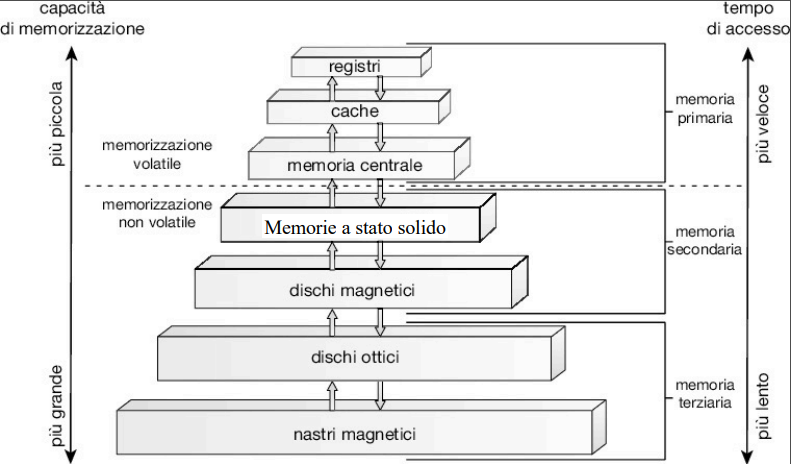 capacità
di memorizzazione
tempo
di accesso
registri
cache
memoria centrale
Memorie a stato solido
dischi magnetici
dischi ottici
nastri magnetici
più piccola
più grande
memorizzazione
volatile
memorizzazione
non volatile
memoria
primaria
memoria
secondaria
memoria
terziaria
più veloce
più lento